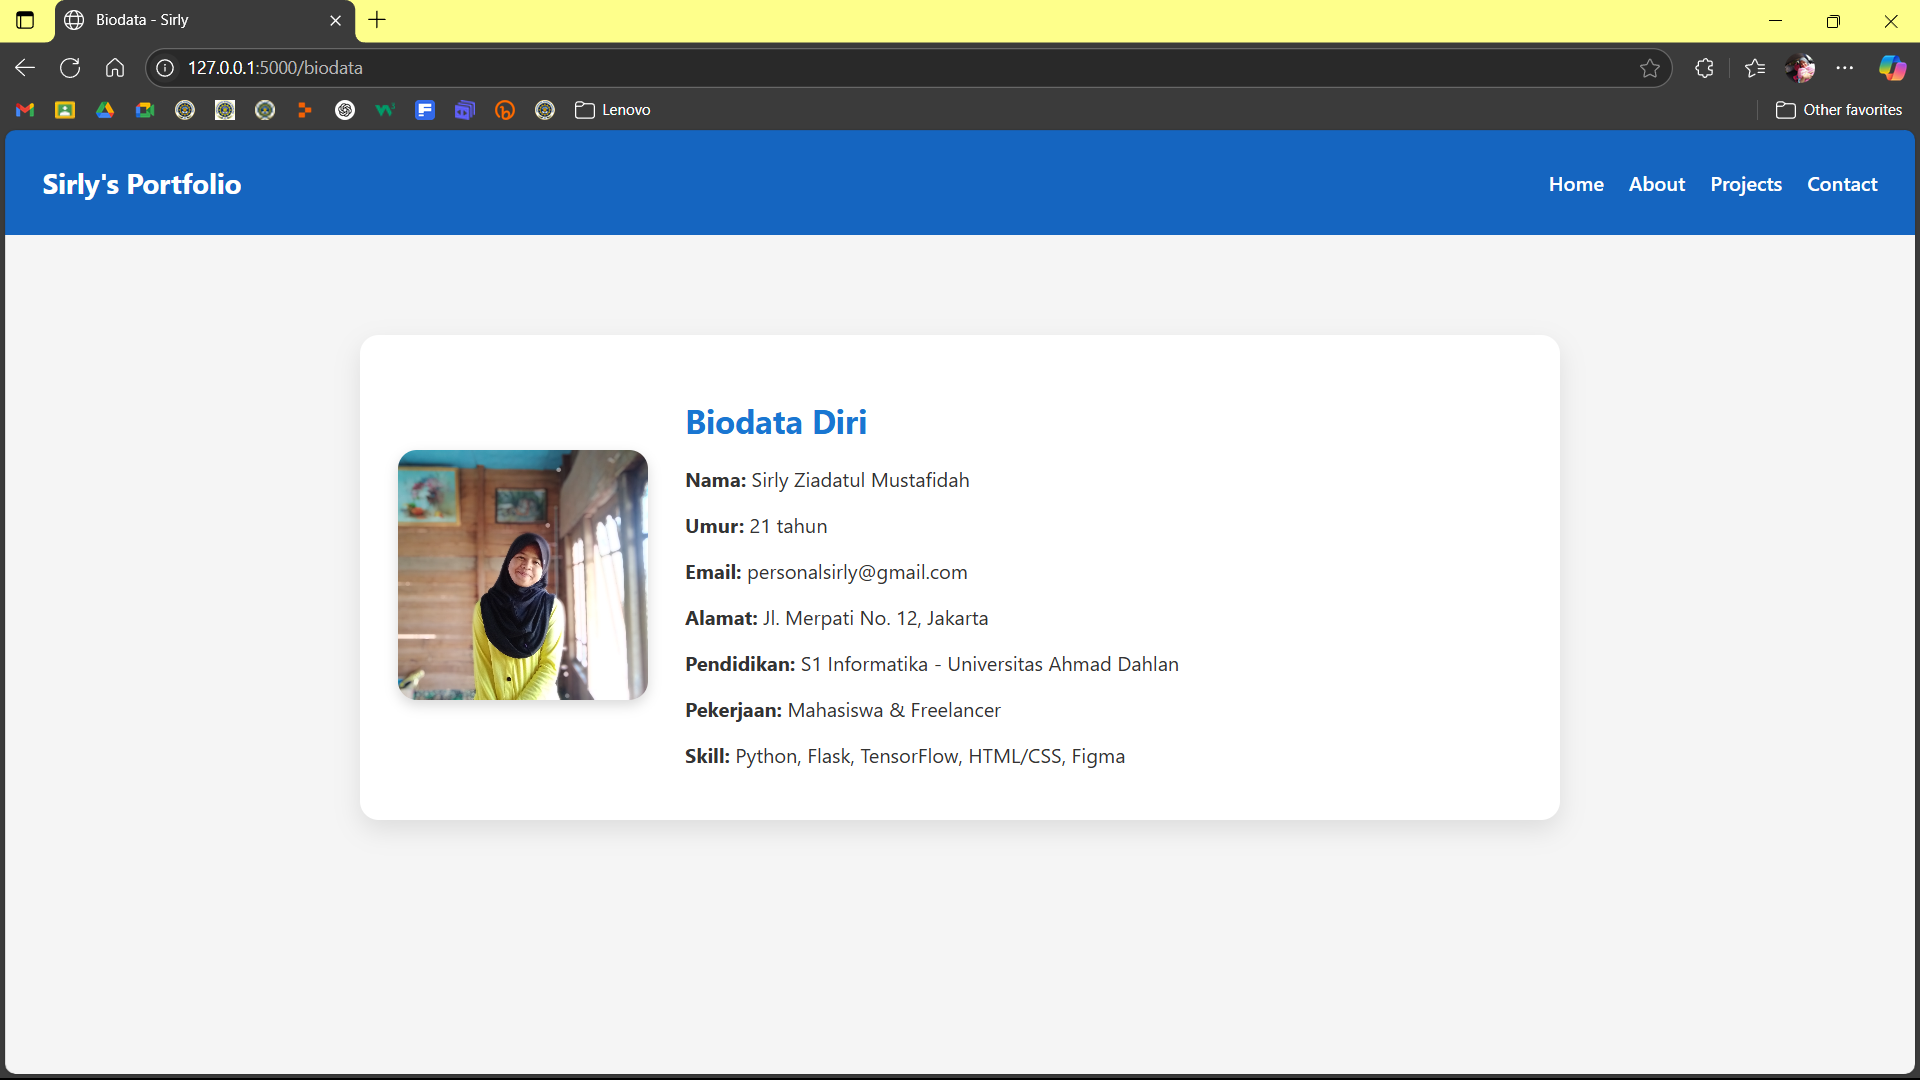 Biodata - Sirly
127.0.0.1:5000/biodata
Lenovo
Other favorites
Sirly's Portfolio
Home About Projects Contact
Biodata Diri
Nama: Sirly Ziadatul Mustafidah
Umur: 21 tahun
Email: personalsirly@gmail.com
Alamat: Jl. Merpati No. 12, Jakarta
Pendidikan: S1 Informatika - Universitas Ahmad Dahlan
Pekerjaan: Mahasiswa & Freelancer
Skill: Python, Flask, TensorFlow, HTML/CSS, Figma